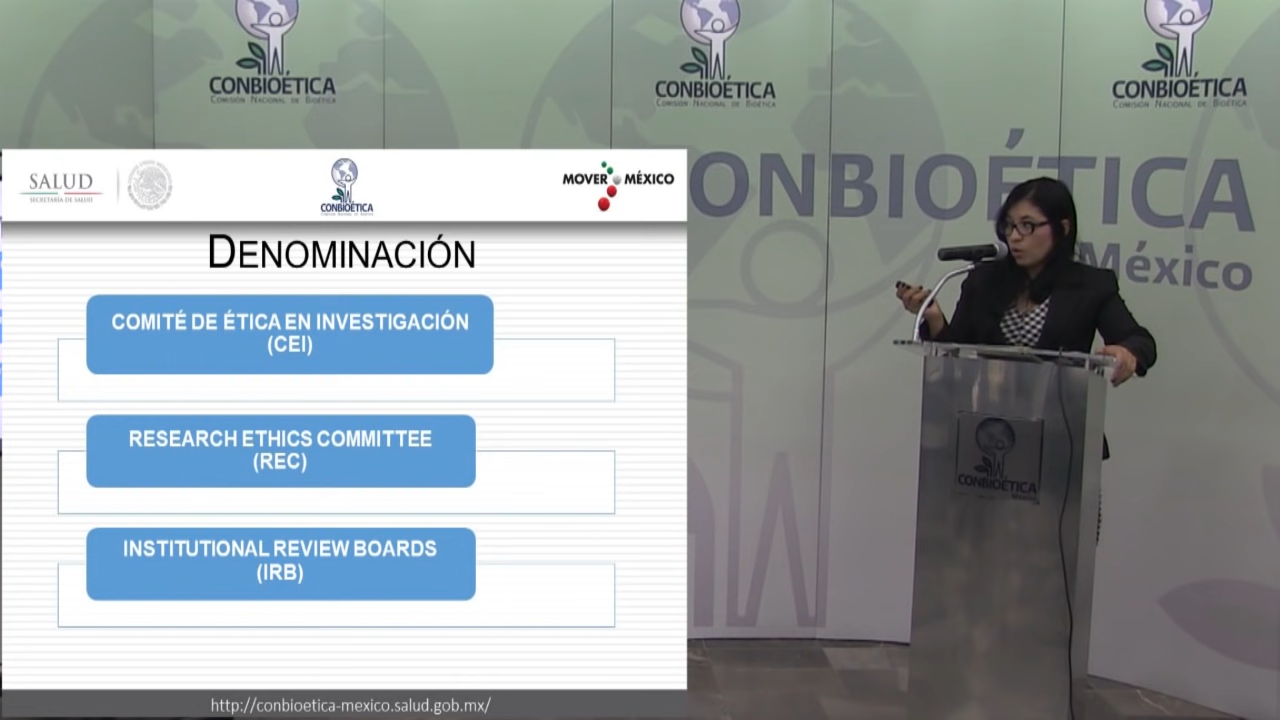 CONBIOÉTICA
COMISIÓN NACIONAL DE BIOÉTICA
CONBIOÉTICA
COMISIÓN NACIONAL DE BIOÉTICA
CONBIOÉTICA
COMISIÓN NACIONAL DE BIOÉTICA
SALUD
SECRETARÍA DE SALUD
CONBIOÉTICA
MOVER MÉXICO
DENOMINACIÓN
COMITÉ DE ÉTICA EN INVESTIGACIÓN
(CEI)
RESEARCH ETHICS COMMITTEE
(REC)
INSTITUTIONAL REVIEW BOARDS
(IRB)
http://conbioetica-mexico.salud.gob.mx/
ONBIOÉTICA
México
CONBIOÉTICA